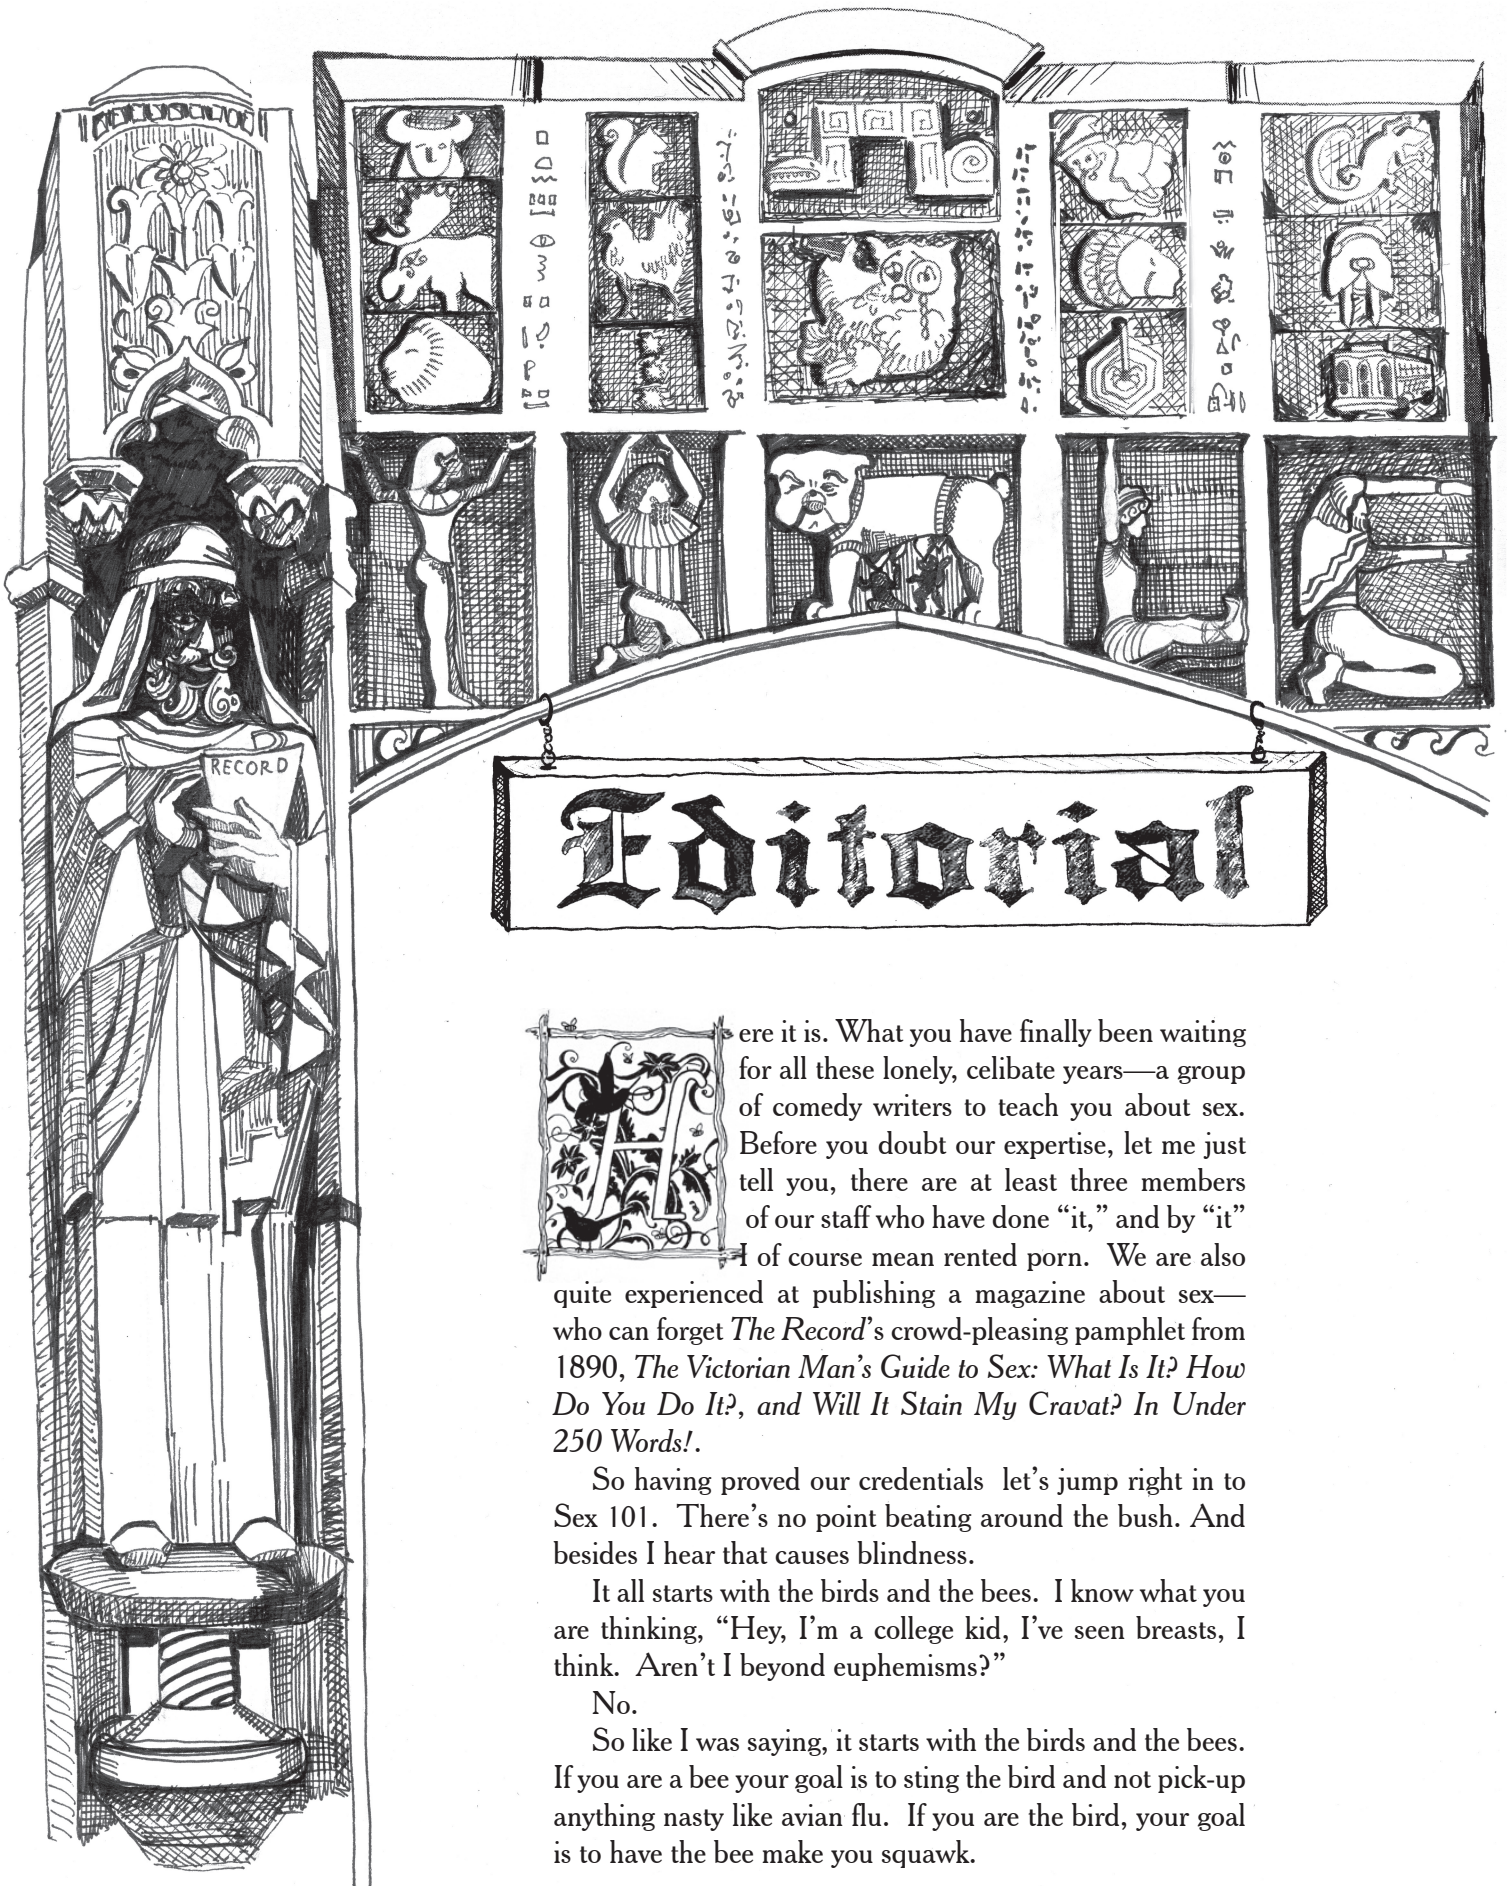 RECORD
Editorial
Here it is. What you have finally been waiting
for all these lonely, celibate years—a group
of comedy writers to teach you about sex.
Before you doubt our expertise, let me just
tell you, there are at least three members
of our staff who have done “it,” and by “it”
I of course mean rented porn. We are also
quite experienced at publishing a magazine about sex—
who can forget The Record’s crowd-pleasing pamphlet from
1890, The Victorian Man’s Guide to Sex: What Is It? How
Do You Do It?, and Will It Stain My Cravat? In Under
250 Words!.
So having proved our credentials let’s jump right in to
Sex 101. There’s no point beating around the bush. And
besides I hear that causes blindness.
It all starts with the birds and the bees. I know what you
are thinking, “Hey, I’m a college kid, I’ve seen breasts, I
think. Aren’t I beyond euphemisms?”
No.
So like I was saying, it starts with the birds and the bees.
If you are a bee your goal is to sting the bird and not pick-up
anything nasty like avian flu. If you are the bird, your goal
is to have the bee make you squawk.